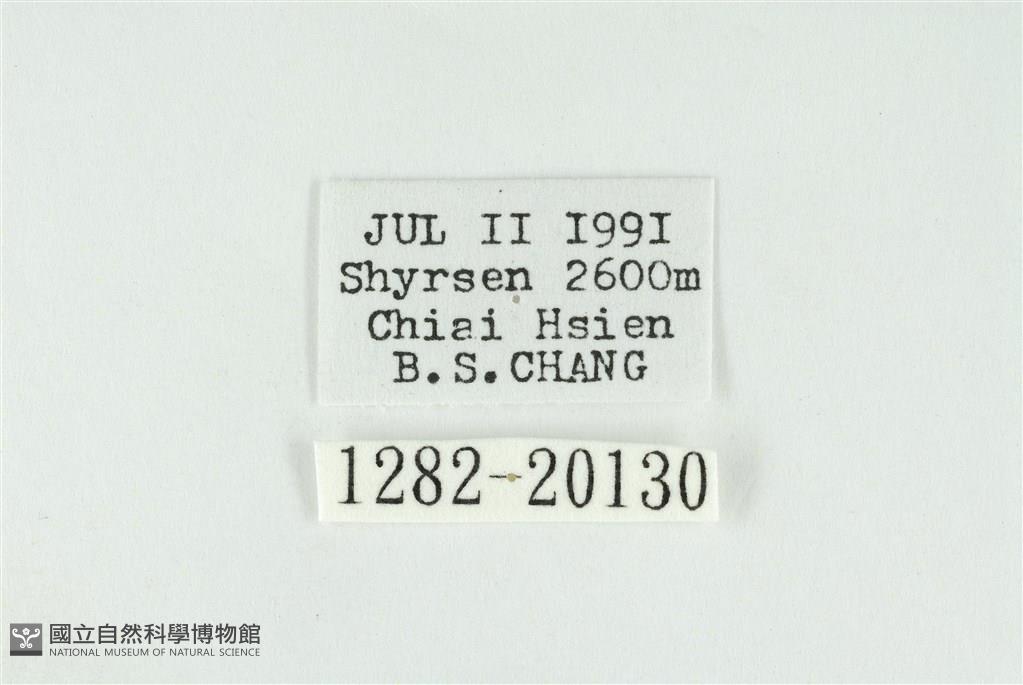 JUL II I99I
Shyrsen 2600m
Chiai Hsien
B.S.CHANG
1282-20130
國立自然科學博物館
NATIONAL MUSEUM OF NATURAL SCIENCE